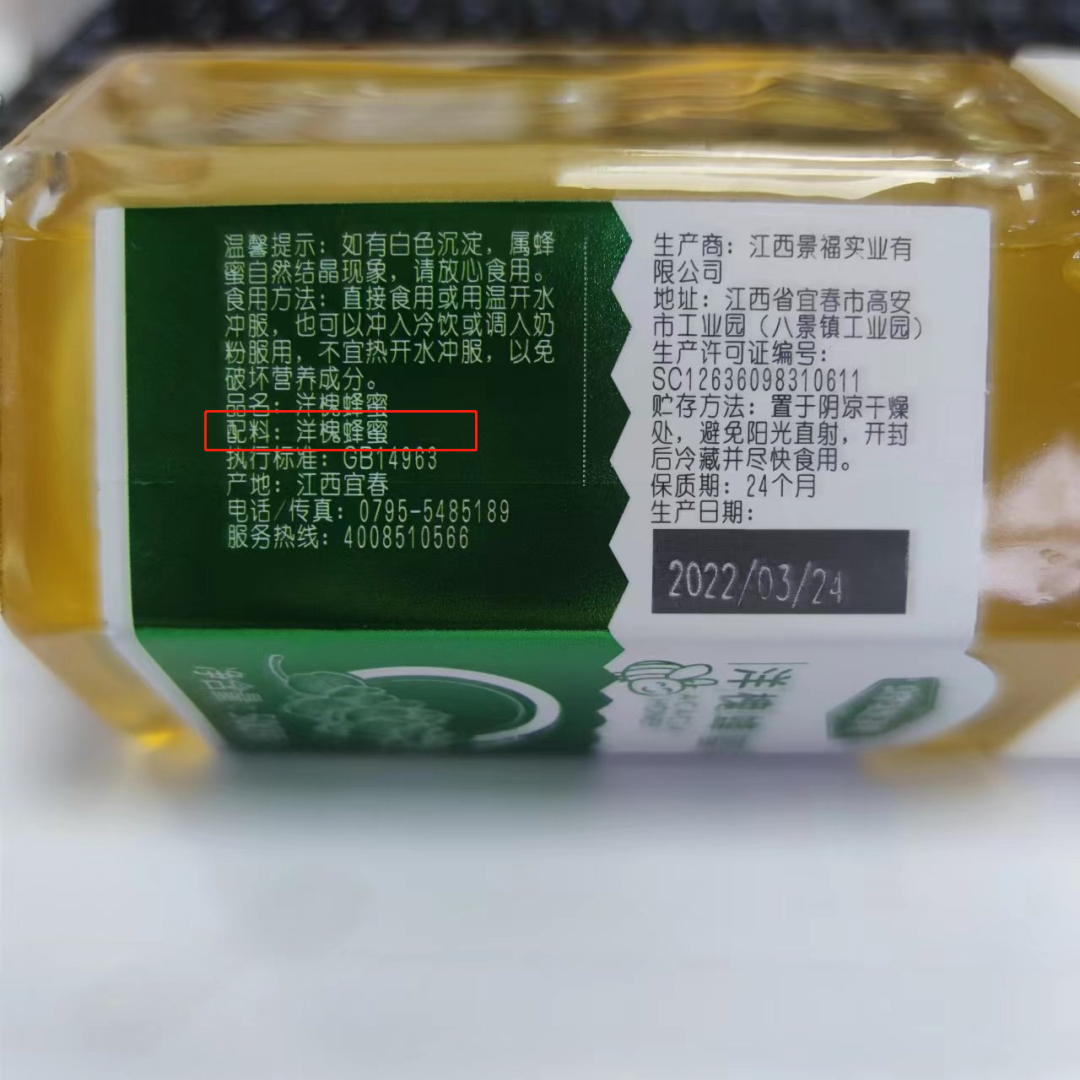 温馨提示：如有白色沉淀，属蜂
蜜自然结晶现象，请放心食用。
食用方法：直接食用或用温开水
冲服，也可以冲入冷饮或调入奶
粉服用，不宜热开水冲服，以免
破坏营养成分。
品名：洋槐蜂蜜
配料：洋槐蜂蜜
执行标准：GB14963
产地：江西宜春
电话/传真：0795-5485189
服务热线：4008510566
生产商：江西景福实业有
限公司
地址：江西省宜春市高安
市工业园（八景镇工业园）
生产许可证编号：
SC12636098310611
贮存方法：置于阴凉干燥
处，避免阳光直射，开封
后冷藏并尽快食用。
保质期：24个月
生产日期：
2022/03/24